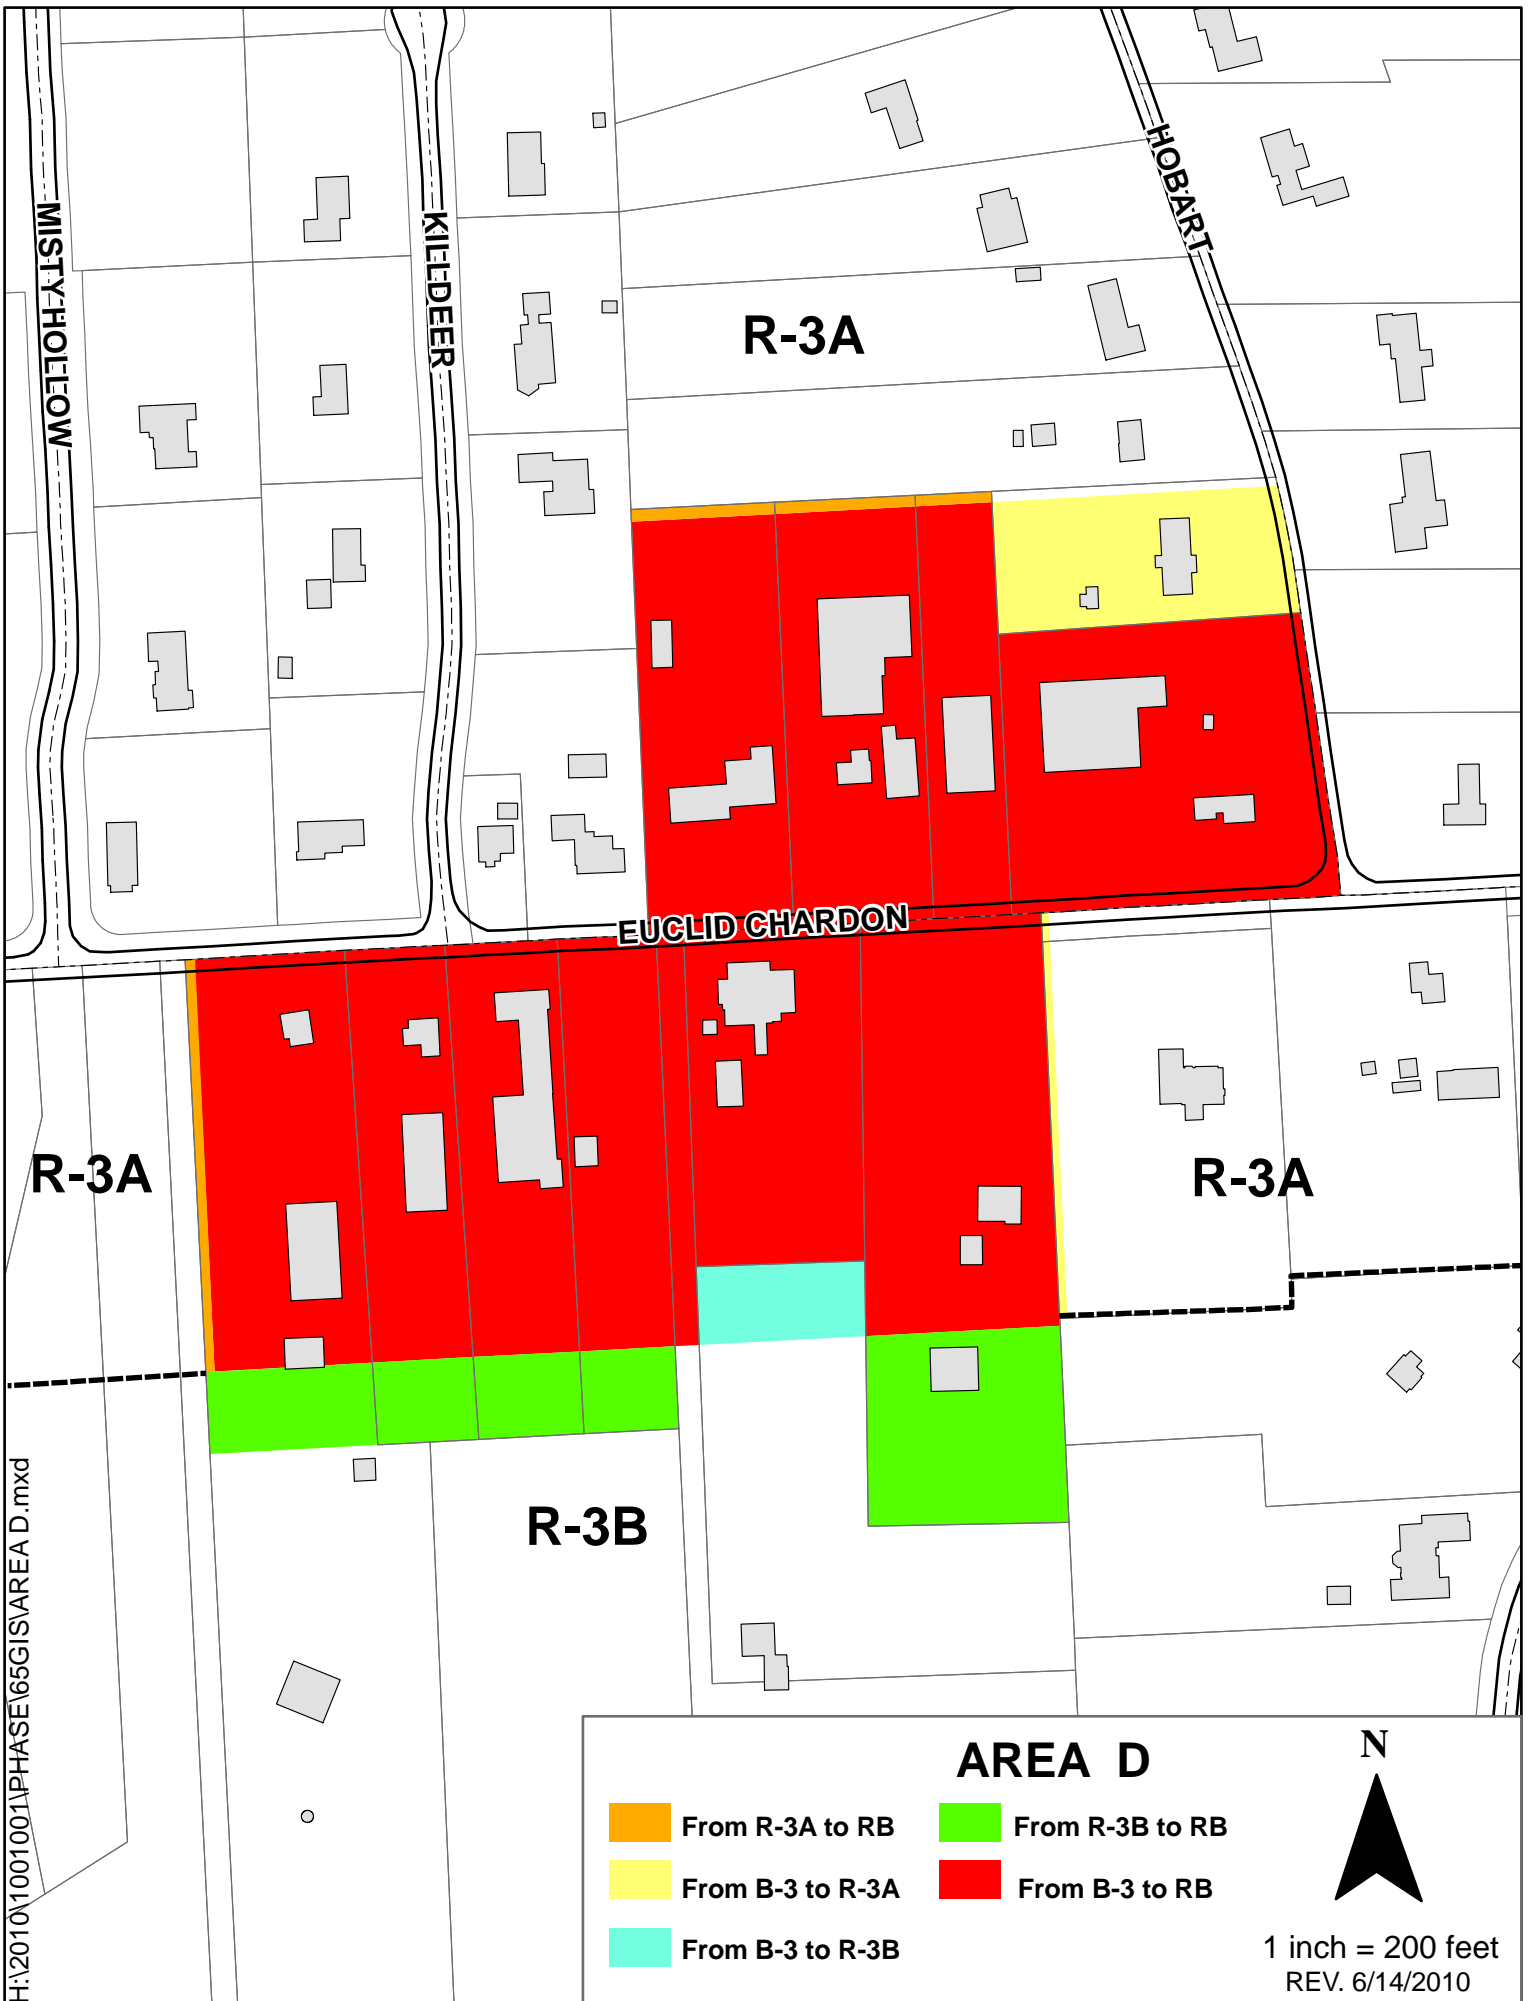 MISTY HOLLOW
KILLDEER
HOBART
R-3A
EUCLID CHARDON
R-3A
R-3A
R-3B
H:\2010\1001001\PHASE\65GIS\AREA D.mxd
AREA D
N
From R-3A to RB
From R-3B to RB
From B-3 to R-3A
From B-3 to RB
From B-3 to R-3B
1 inch = 200 feet
REV. 6/14/2010